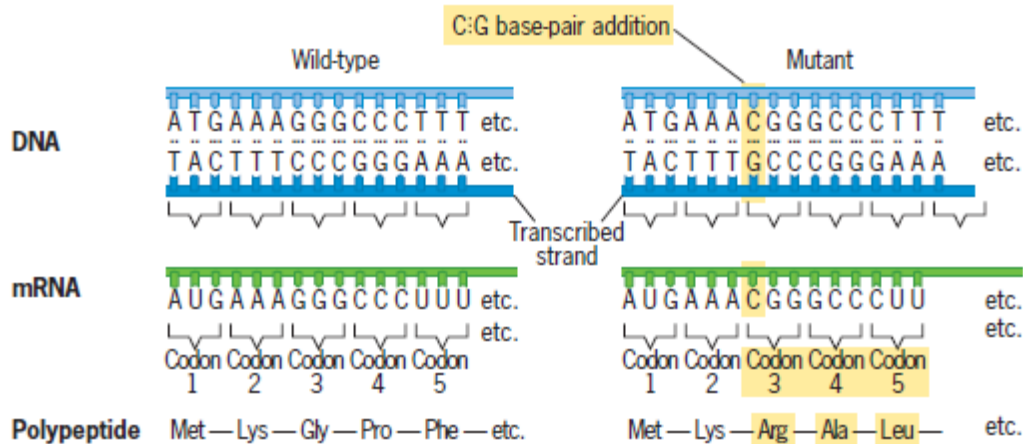 C:G base-pair addition
Wild-type
Mutant
DNA
A T G A A A G G G C C C T T T etc.
T A C T T T C C C G G G A A A etc.
A T G A A A C G G G C C C T T T etc.
T A C T T T G C C C G G G A A A etc.
Transcribed
strand
mRNA
A U G A A A G G G C C C U U U etc.
etc.
A U G A A A C G G G C C C U U etc.
etc.
Codon Codon Codon Codon Codon
1 2 3 4 5
Codon Codon Codon Codon Codon
1 2 3 4 5
Polypeptide
Met — Lys — Gly — Pro — Phe — etc.
Met — Lys — Arg — Ala — Leu — etc.